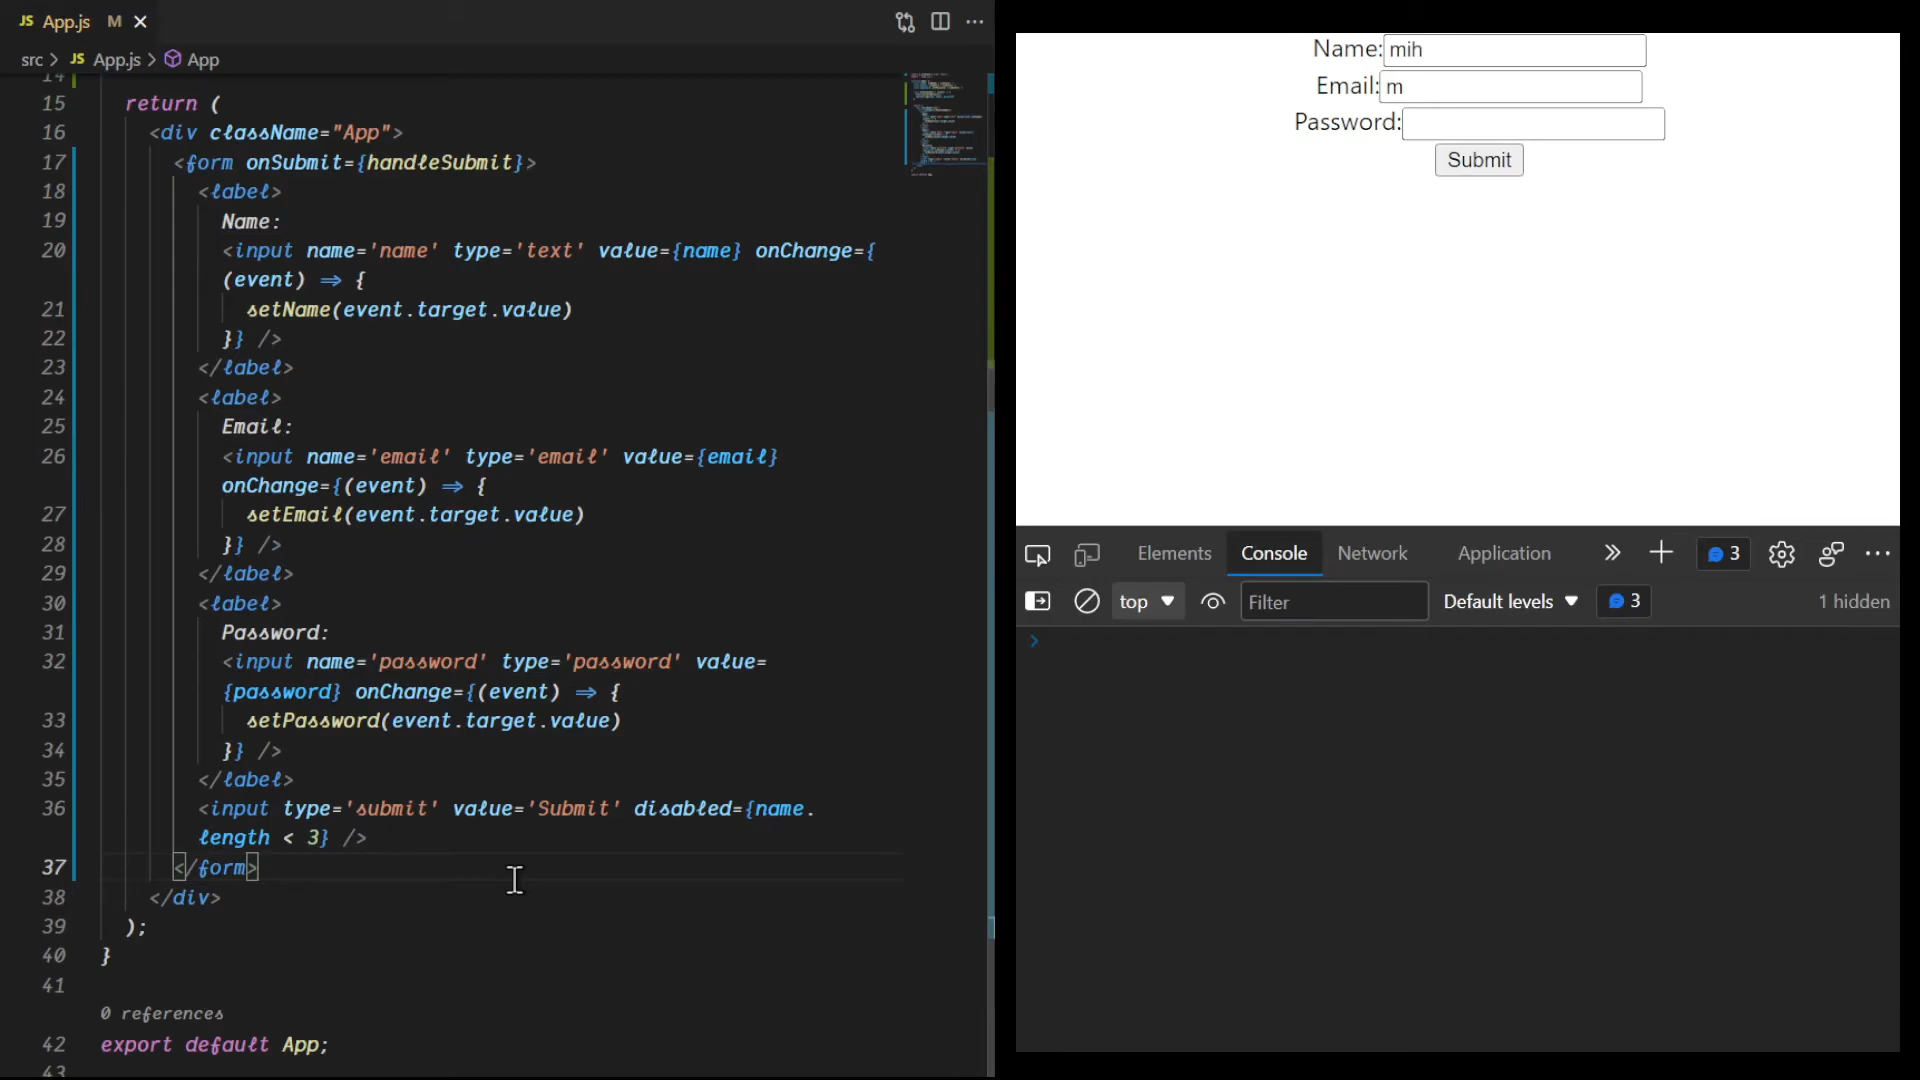 JS App.js M
src > JS App.js > App
14
15 return (
16 <div className="App">
17 <form onSubmit={handleSubmit}>
18 <label>
19 Name:
20 <input name='name' type='text' value={name} onChange={
(event) => {
21 setName(event.target.value)
22 }} />
23 </label>
24 <label>
25 Email:
26 <input name='email' type='email' value={email}
onChange={(event) => {
27 setEmail(event.target.value)
28 }} />
29 </label>
30 <label>
31 Password:
32 <input name='password' type='password' value=
{password} onChange={(event) => {
33 setPassword(event.target.value)
34 }} />
35 </label>
36 <input type='submit' value='Submit' disabled={name.
length < 3} />
37 </form>
38 </div>
39 );
40 }
41
0 references
42 export default App;
43
Name: mih
Email: m
Password:
Submit
Elements Console Network Application 3
top Filter Default levels 3 1 hidden